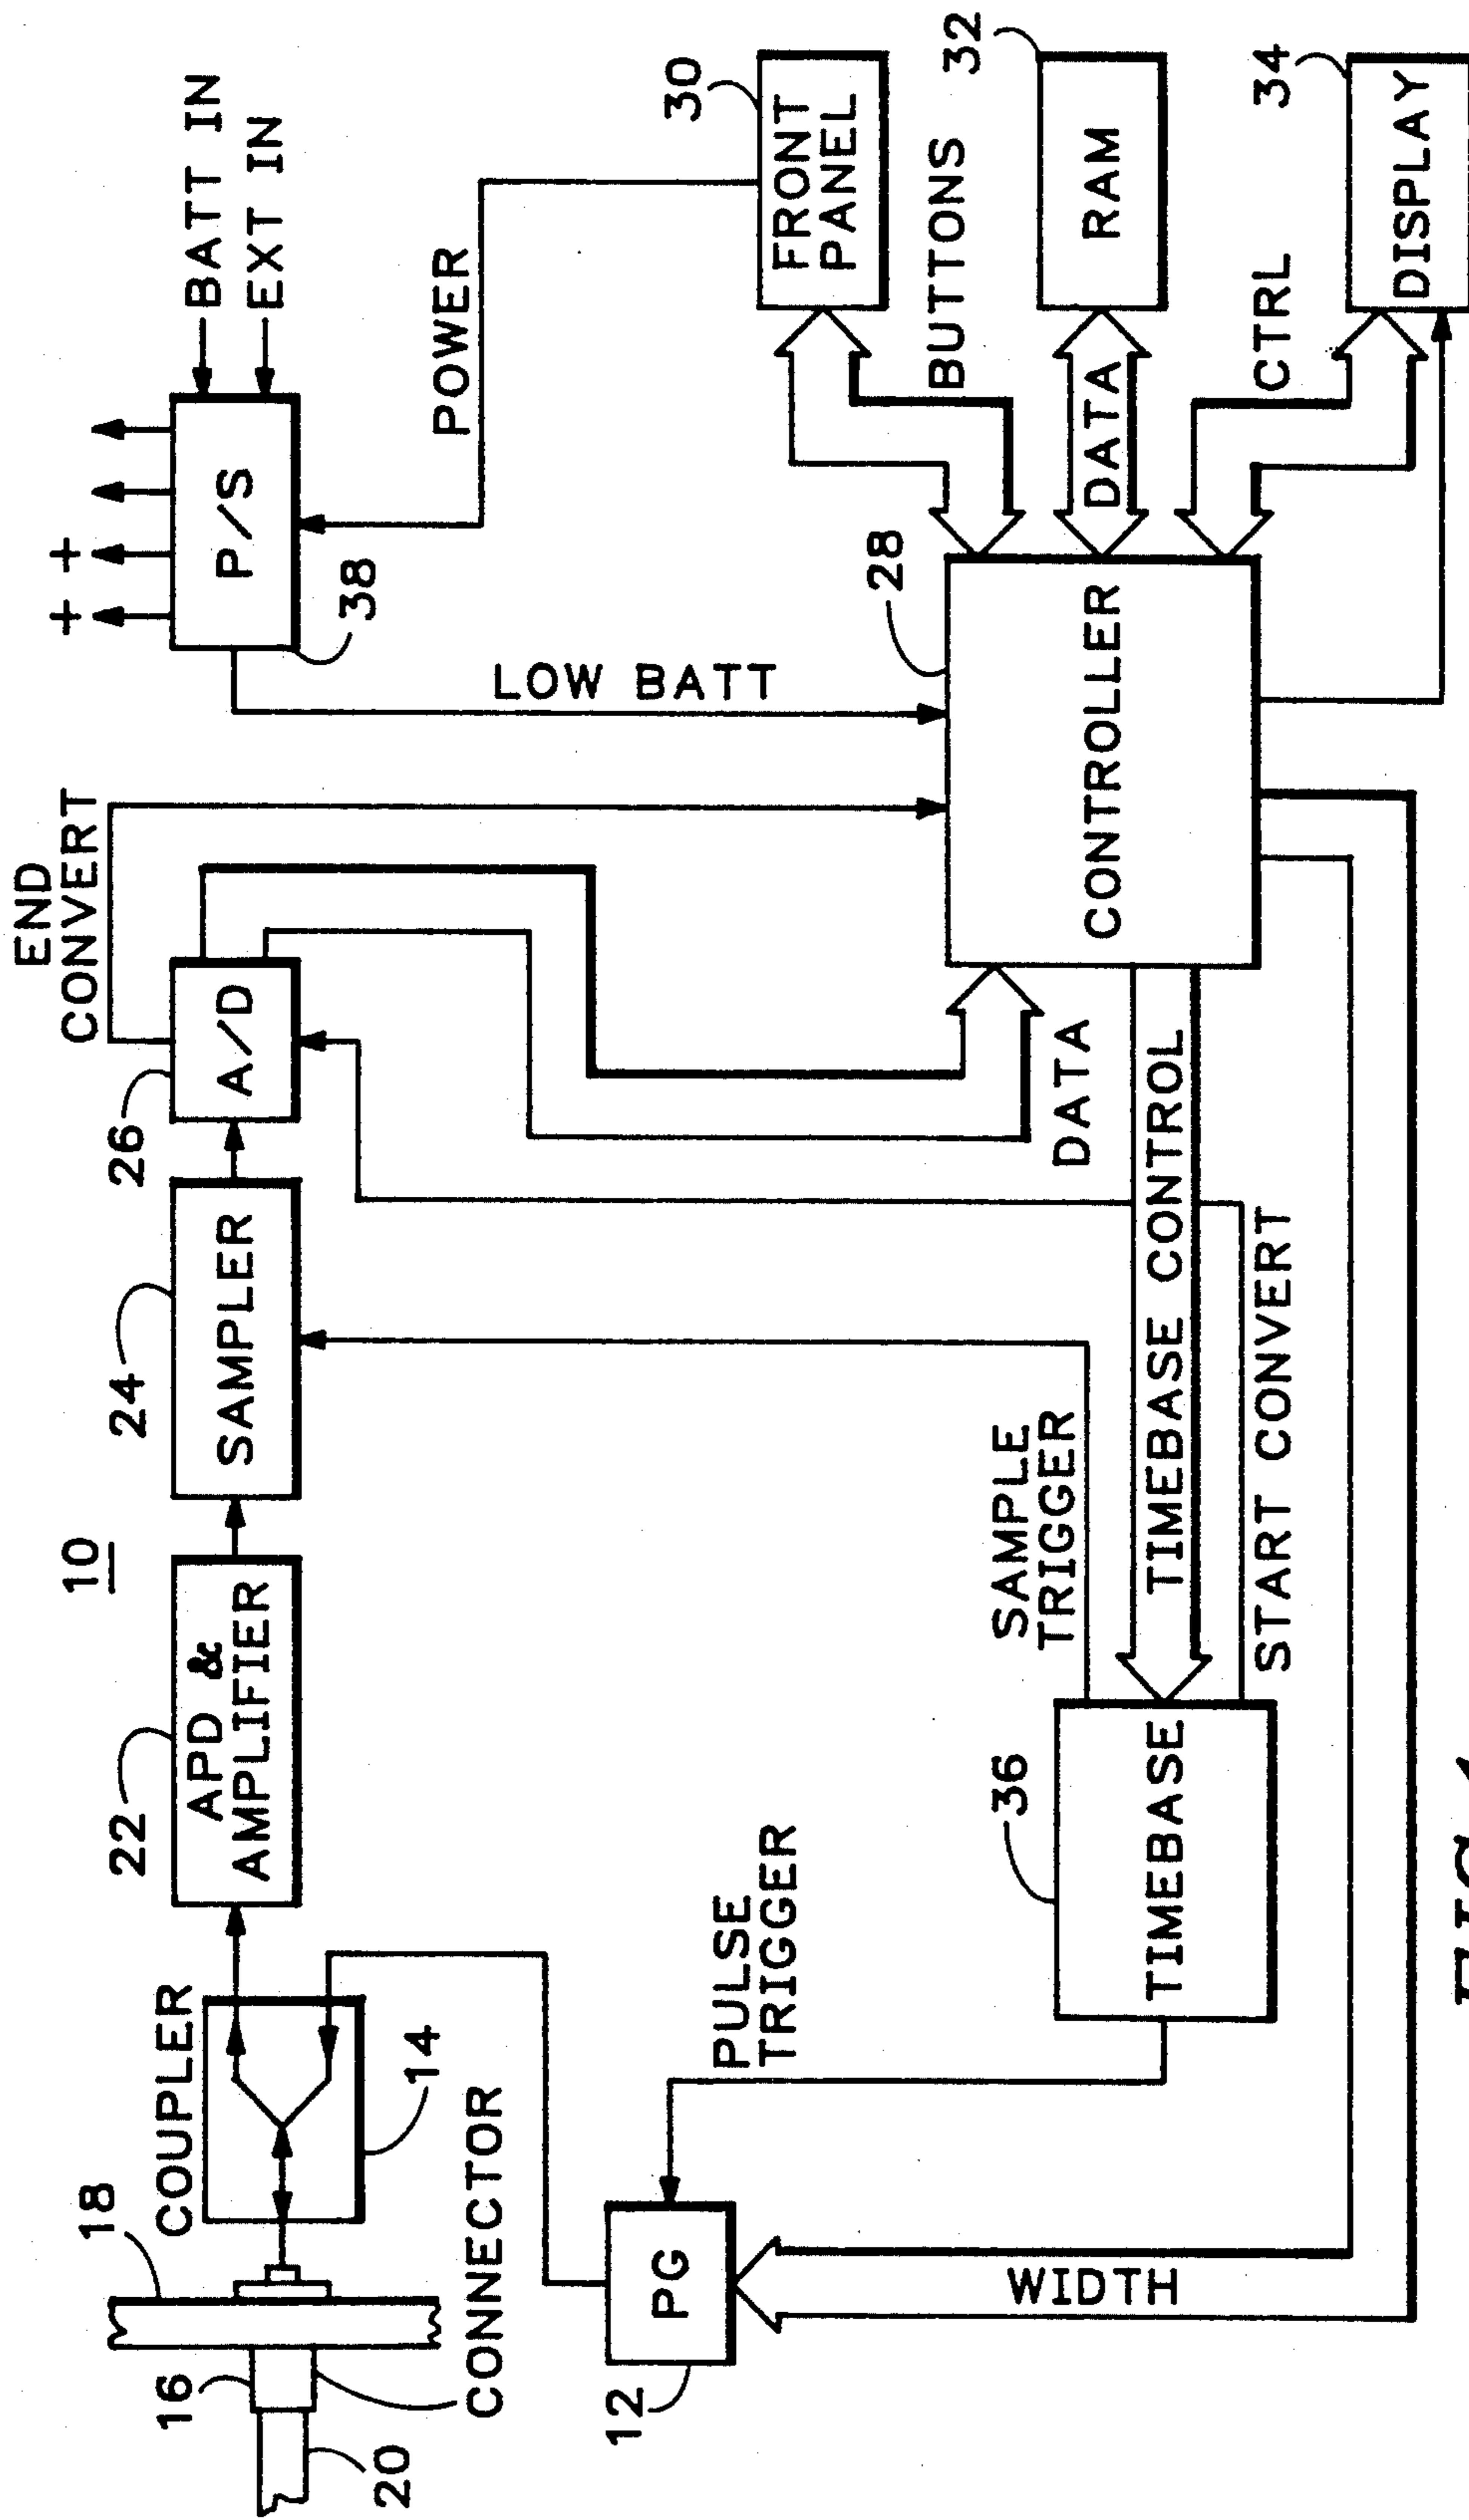 10
18
COUPLER
16
20
CONNECTOR
14
22
APD &
AMPLIFIER
24
SAMPLER
26
A/D
END
CONVERT
+ +
P/S
38
BATT IN
EXT IN
LOW BATT
POWER
12
PG
PULSE
TRIGGER
WIDTH
36
TIMEBASE
SAMPLE
TRIGGER
TIMEBASE CONTROL
START CONVERT
DATA
28
CONTROLLER
30
FRONT
PANEL
BUTTONS
32
RAM
DATA
34
CTRL
DISPLAY